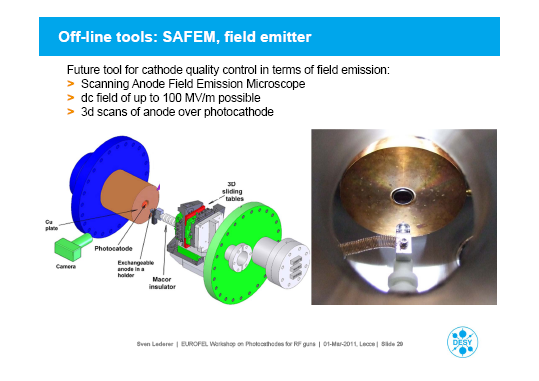 Off-line tools: SAFEM, field emitter
Future tool for cathode quality control in terms of field emission:
> Scanning Anode Field Emission Microscope
> dc field of up to 100 MV/m possible
> 3d scans of anode over photocathode
3D
sliding
tables
Cu
plate
Photocatode
Camera
Exchangeable
anode in a
holder
Macor
insulator
Sven Lederer | EUROFEL Workshop on Photocathodes for RF guns | 01-Mar-2011, Lecce | Slide 29
DESY